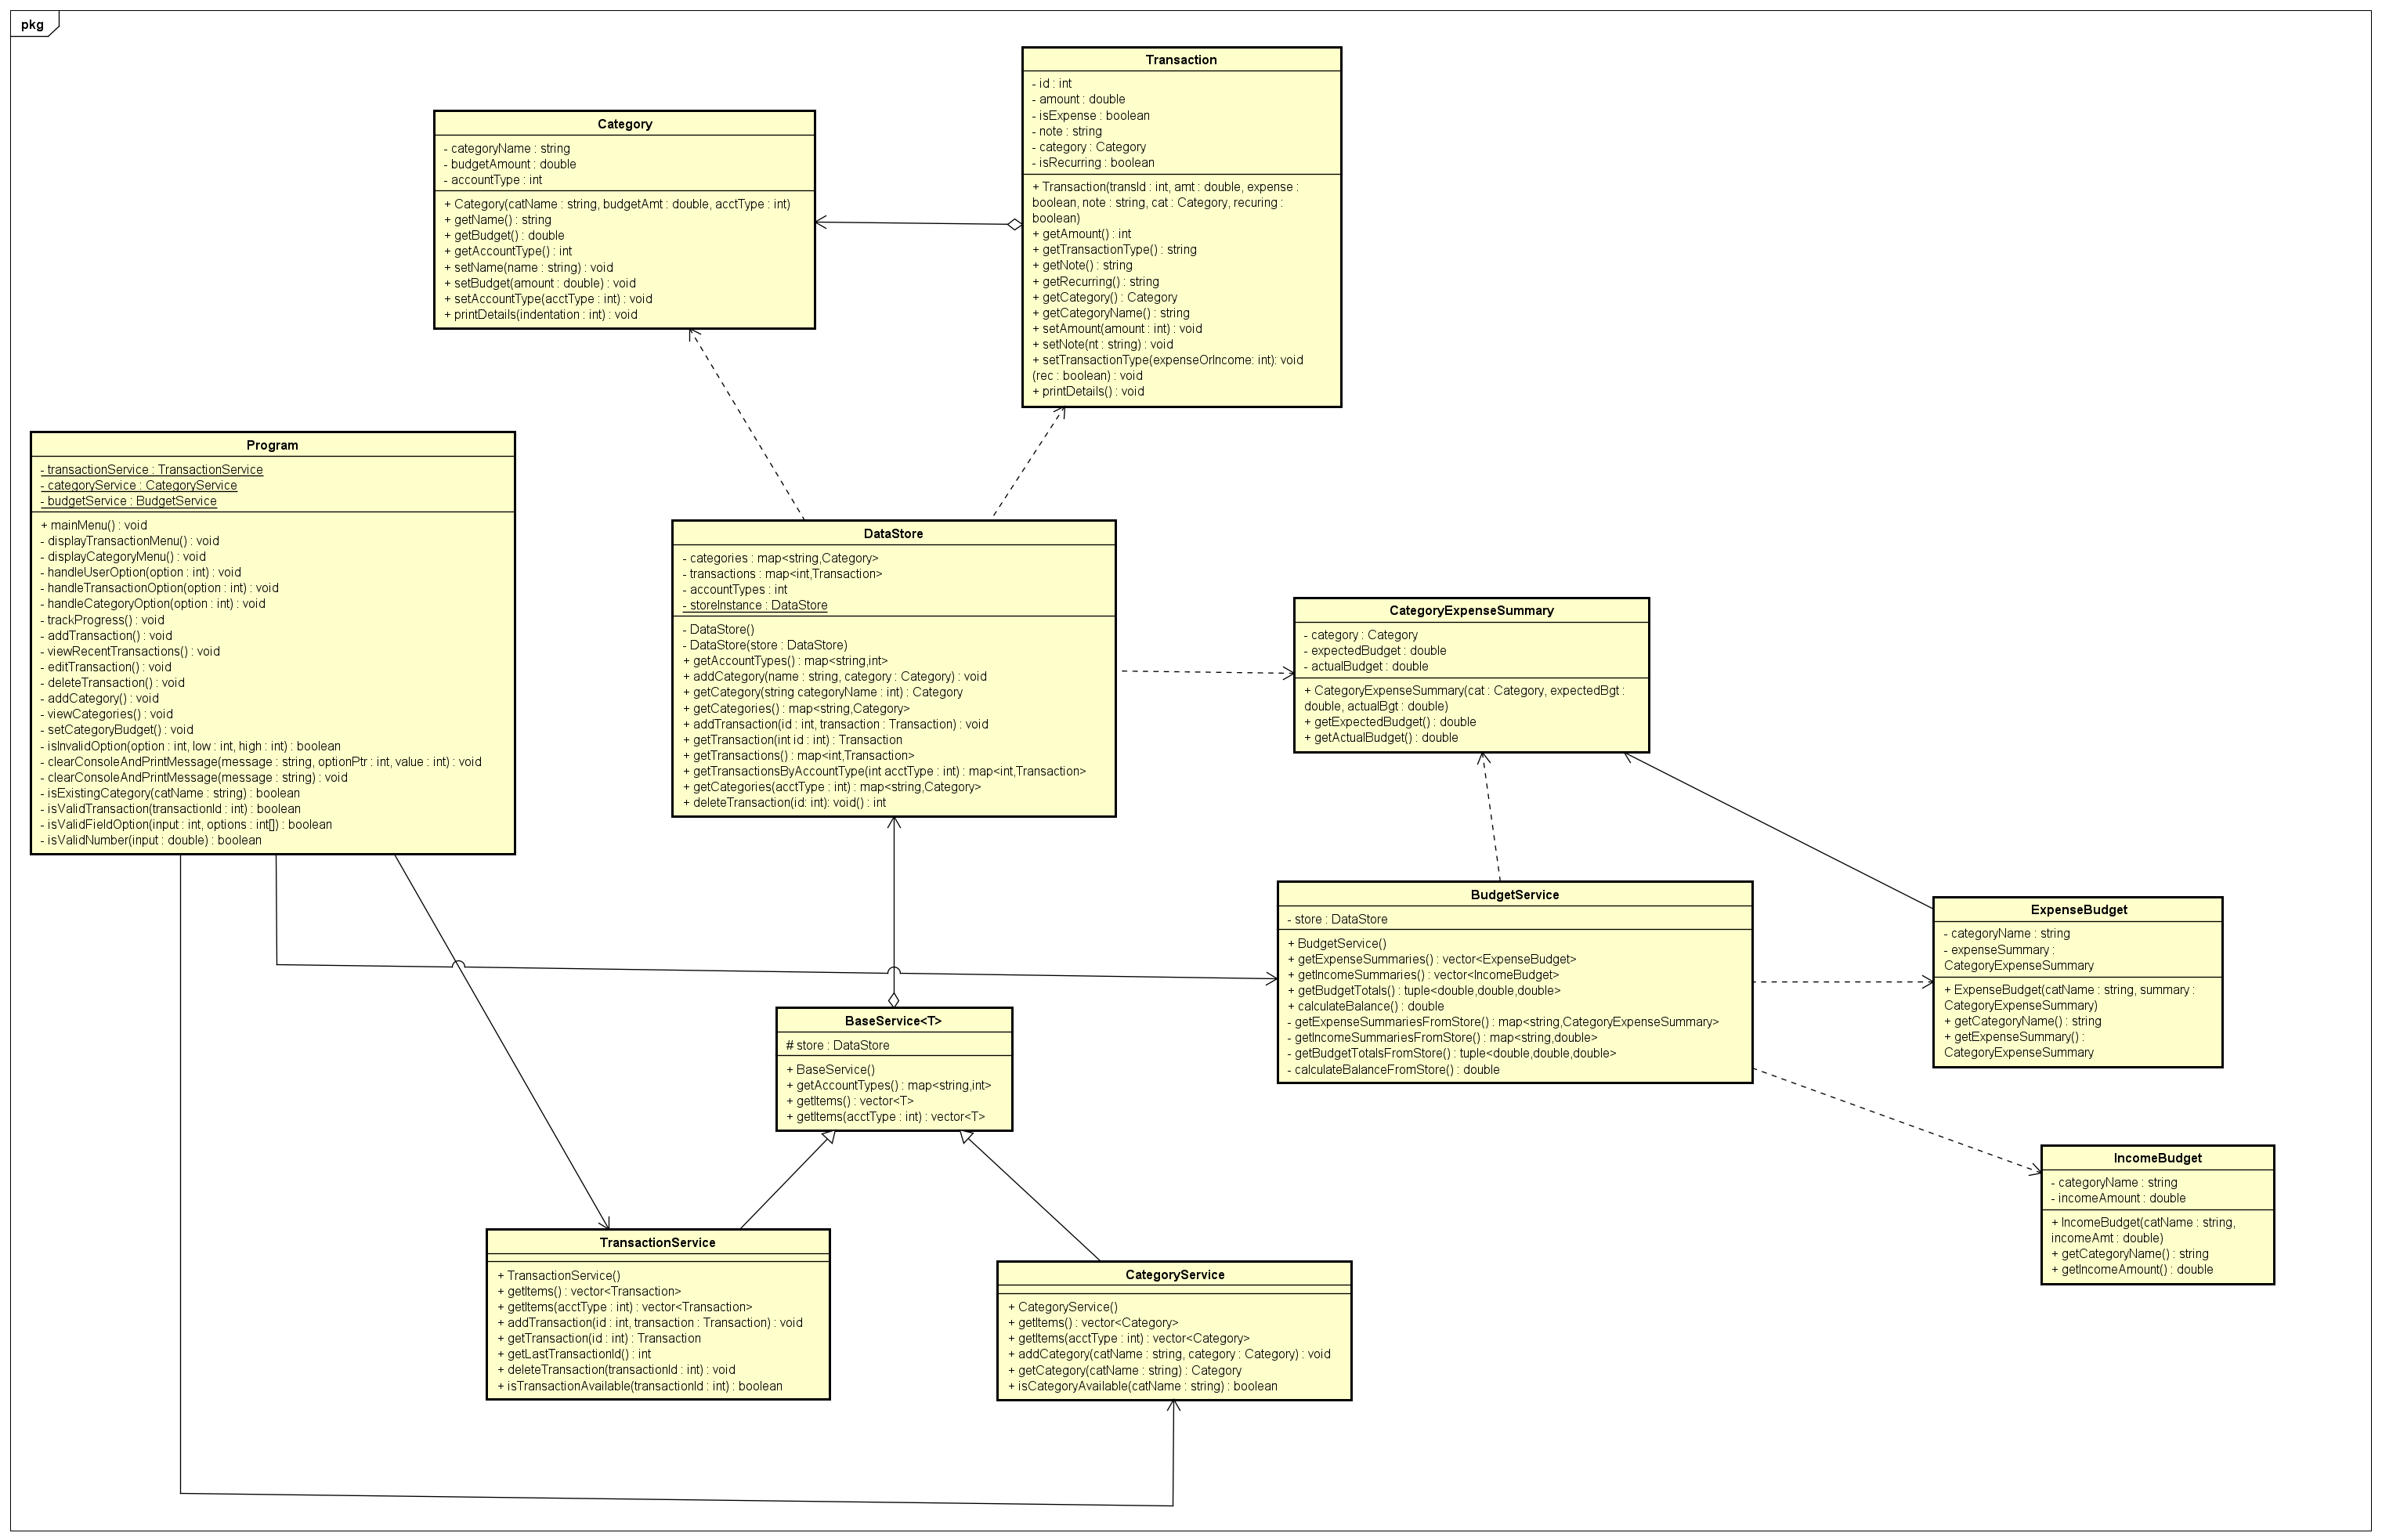 pkg
Transaction
- id : int
- amount : double
- isExpense : boolean
- note : string
- category : Category
- isRecurring : boolean
+ Transaction(transId : int, amt : double, expense :
boolean, note : string, cat : Category, recuring :
boolean)
+ getAmount() : int
+ getTransactionType() : string
+ getNote() : string
+ getRecurring() : string
+ getCategory() : Category
+ getCategoryName() : string
+ setAmount(amount : int) : void
+ setNote(nt : string) : void
+ setTransactionType(expenseOrIncome: int): void
(rec : boolean) : void
+ printDetails() : void
Category
- categoryName : string
- budgetAmount : double
- accountType : int
+ Category(catName : string, budgetAmt : double, acctType : int)
+ getName() : string
+ getBudget() : double
+ getAccountType() : int
+ setName(name : string) : void
+ setBudget(amount : double) : void
+ setAccountType(acctType : int) : void
+ printDetails(indentation : int) : void
Program
- transactionService : TransactionService
- categoryService : CategoryService
- budgetService : BudgetService
+ mainMenu() : void
- displayTransactionMenu() : void
- displayCategoryMenu() : void
- handleUserOption(option : int) : void
- handleTransactionOption(option : int) : void
- handleCategoryOption(option : int) : void
- trackProgress() : void
- addTransaction() : void
- viewRecentTransactions() : void
- editTransaction() : void
- deleteTransaction() : void
- addCategory() : void
- viewCategories() : void
- setCategoryBudget() : void
- isInvalidOption(option : int, low : int, high : int) : boolean
- clearConsoleAndPrintMessage(message : string, optionPtr : int, value : int) : void
- clearConsoleAndPrintMessage(message : string) : void
- isExistingCategory(catName : string) : boolean
- isValidTransaction(transactionId : int) : boolean
- isValidFieldOption(input : int, options : int[]) : boolean
- isValidNumber(input : double) : boolean
DataStore
- categories : map<string,Category>
- transactions : map<int,Transaction>
- accountTypes : int
- storeInstance : DataStore
- DataStore()
- DataStore(store : DataStore)
+ getAccountTypes() : map<string,int>
+ addCategory(name : string, category : Category) : void
+ getCategory(string categoryName : int) : Category
+ getCategories() : map<string,Category>
+ addTransaction(id : int, transaction : Transaction) : void
+ getTransaction(int id : int) : Transaction
+ getTransactions() : map<int,Transaction>
+ getTransactionsByAccountType(int acctType : int) : map<int,Transaction>
+ getCategories(acctType : int) : map<string,Category>
+ deleteTransaction(id: int): void() : int
CategoryExpenseSummary
- category : Category
- expectedBudget : double
- actualBudget : double
+ CategoryExpenseSummary(cat : Category, expectedBgt :
double, actualBgt : double)
+ getExpectedBudget() : double
+ getActualBudget() : double
BudgetService
- store : DataStore
+ BudgetService()
+ getExpenseSummaries() : vector<ExpenseBudget>
+ getIncomeSummaries() : vector<IncomeBudget>
+ getBudgetTotals() : tuple<double,double,double>
+ calculateBalance() : double
- getExpenseSummariesFromStore() : map<string,CategoryExpenseSummary>
- getIncomeSummariesFromStore() : map<string,double>
- getBudgetTotalsFromStore() : tuple<double,double,double>
- calculateBalanceFromStore() : double
ExpenseBudget
- categoryName : string
- expenseSummary :
CategoryExpenseSummary
+ ExpenseBudget(catName : string, summary :
CategoryExpenseSummary)
+ getCategoryName() : string
+ getExpenseSummary() :
CategoryExpenseSummary
BaseService<T>
# store : DataStore
+ BaseService()
+ getAccountTypes() : map<string,int>
+ getItems() : vector<T>
+ getItems(acctType : int) : vector<T>
IncomeBudget
- categoryName : string
- incomeAmount : double
+ IncomeBudget(catName : string,
incomeAmt : double)
+ getCategoryName() : string
+ getIncomeAmount() : double
TransactionService
+ TransactionService()
+ getItems() : vector<Transaction>
+ getItems(acctType : int) : vector<Transaction>
+ addTransaction(id : int, transaction : Transaction) : void
+ getTransaction(id : int) : Transaction
+ getLastTransactionId() : int
+ deleteTransaction(transactionId : int) : void
+ isTransactionAvailable(transactionId : int) : boolean
CategoryService
+ CategoryService()
+ getItems() : vector<Category>
+ getItems(acctType : int) : vector<Category>
+ addCategory(catName : string, category : Category) : void
+ getCategory(catName : string) : Category
+ isCategoryAvailable(catName : string) : boolean